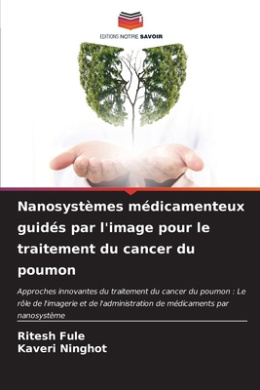 EDITIONS NOTRE SAVOIR
Nanosystèmes médicamenteux
guidés par l'image pour le
traitement du cancer du
poumon
Approches innovantes du traitement du cancer du poumon : Le
rôle de l'imagerie et de l'administration de médicaments par
nanosystème
Ritesh Fule
Kaveri Ninghot